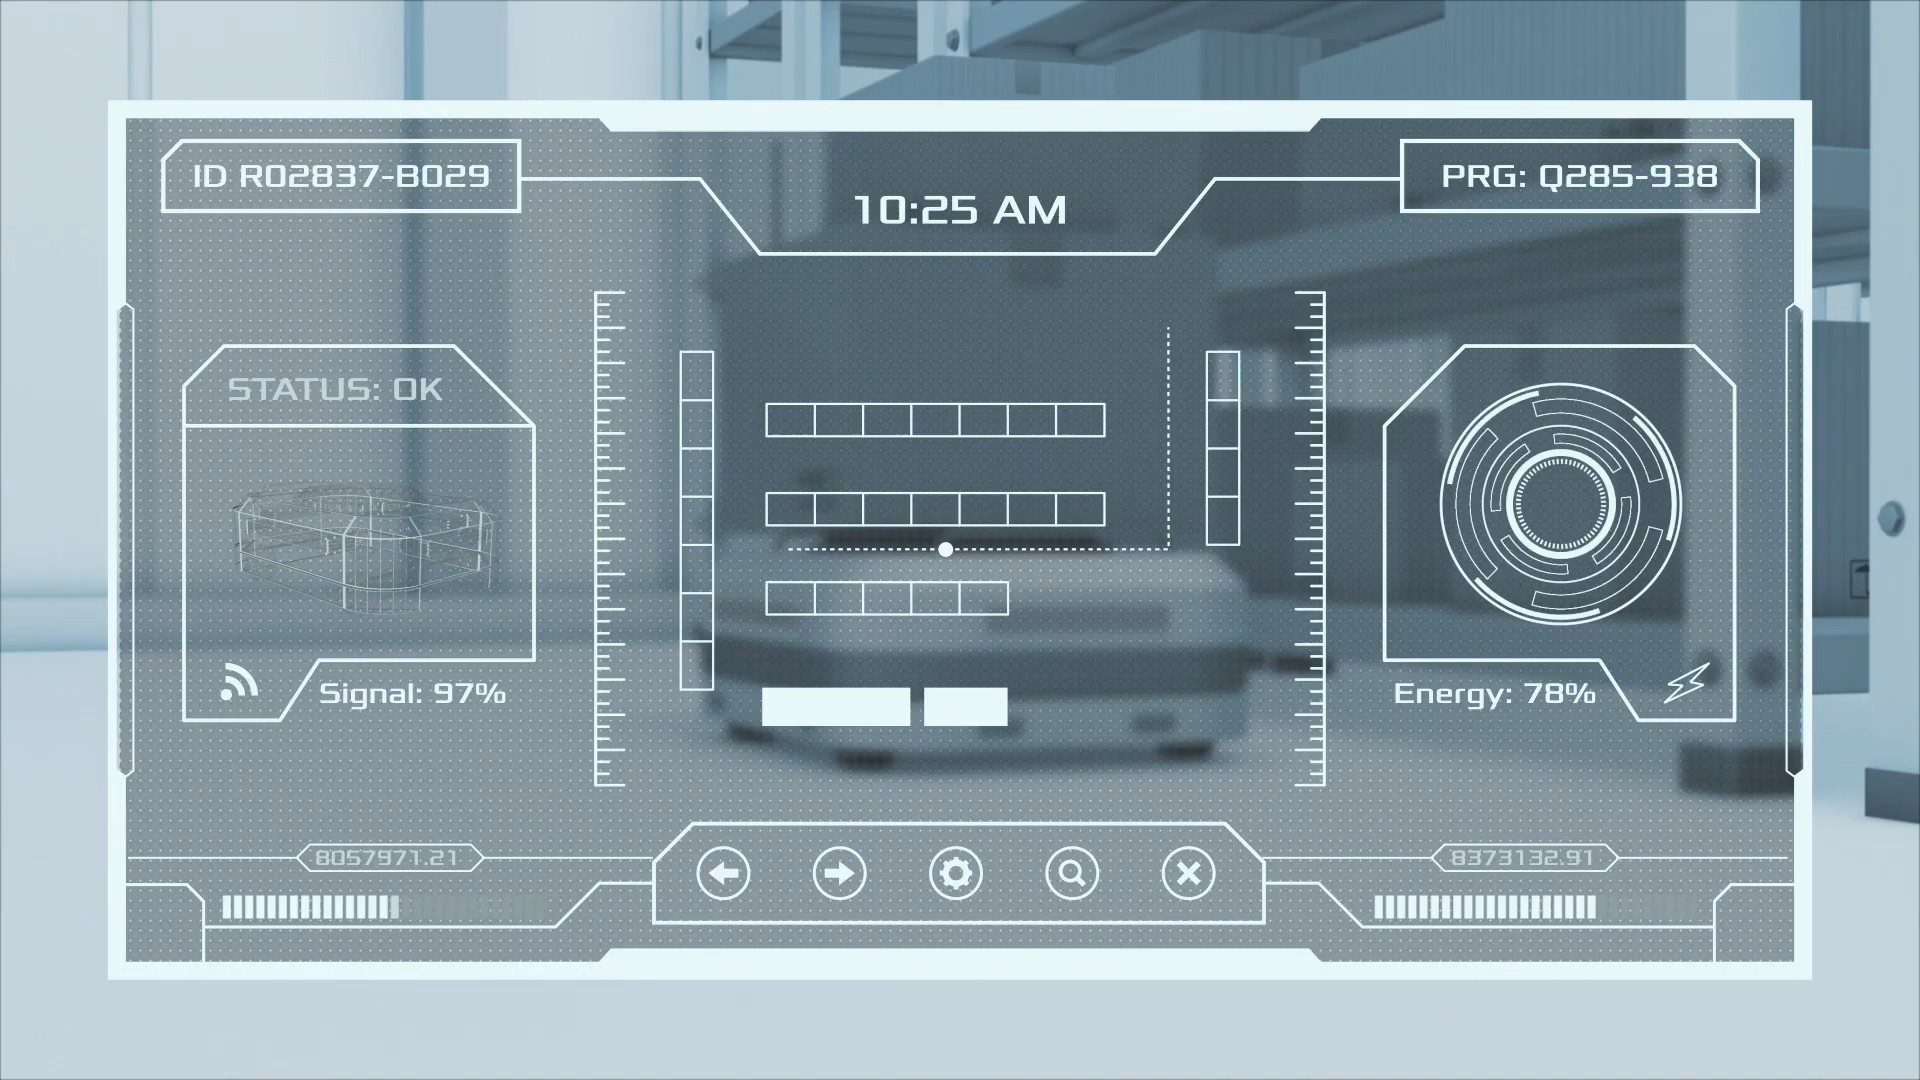 ID R02837-B029
10:25 AM
PRG: Q285-938
STATUS: OK
Signal: 97%
Energy: 78%
8057971.21
8373132.91